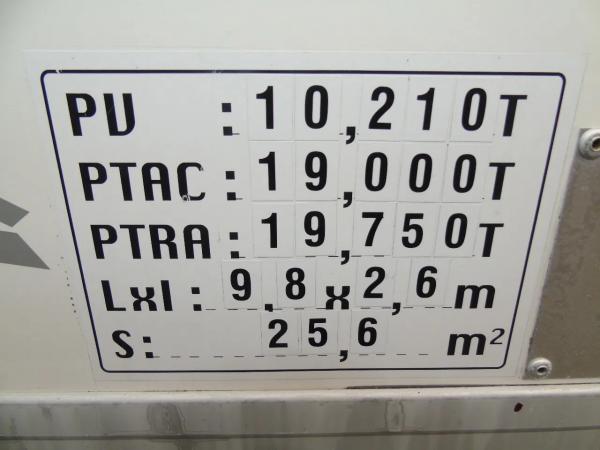 PV : 10,210T
PTAC : 19,000T
PTRA : 19,750T
Lxl : 9,8x2,6 m
S: 25,6 m²